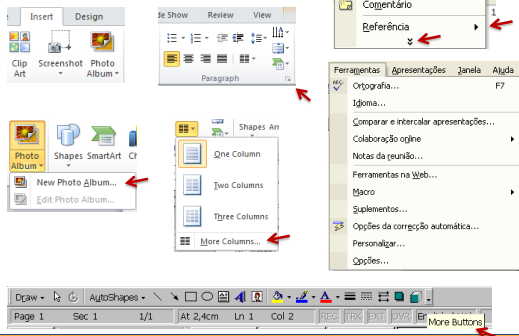 Insert Design
Clip Art
Screenshot
Photo Album
de Show Review View
Paragraph
Comentário
1
Referência
Ferramentas Apresentações Janela Ajuda
Ortografia... F7
Idioma...
Comparar e intercalar apresentações...
Colaboração online
Notas da reunião...
Ferramentas na Web...
Macro
Suplementos...
Opções da correcção automática...
Personalizar...
Opções...
Photo Album
Shapes SmartArt
New Photo Album...
Edit Photo Album...
Shapes
One Column
Two Columns
Three Columns
More Columns...
Draw AutoShapes
Page 1 Sec 1 1/1 At 2,4cm Ln 1 Col 2 REC TRK EXT OVR
More Buttons